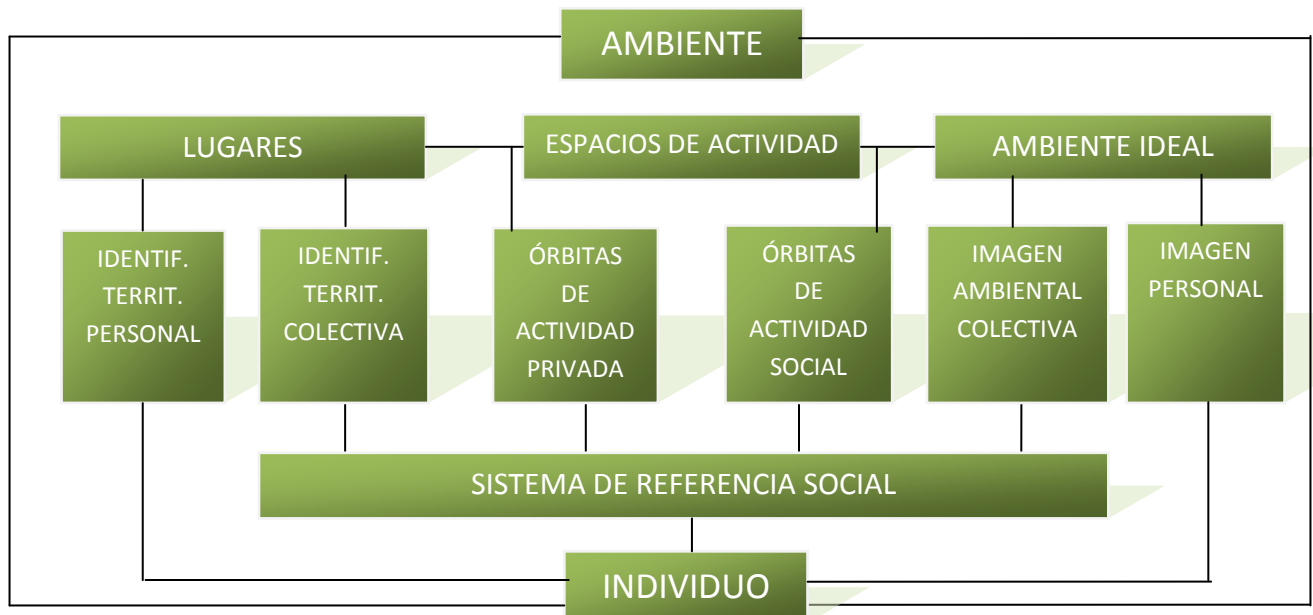 AMBIENTE
LUGARES
ESPACIOS DE ACTIVIDAD
AMBIENTE IDEAL
IDENTIF.
TERRIT.
PERSONAL
IDENTIF.
TERRIT.
COLECTIVA
ÓRBITAS
DE
ACTIVIDAD
PRIVADA
ÓRBITAS
DE
ACTIVIDAD
SOCIAL
IMAGEN
AMBIENTAL
COLECTIVA
IMAGEN
PERSONAL
SISTEMA DE REFERENCIA SOCIAL
INDIVIDUO